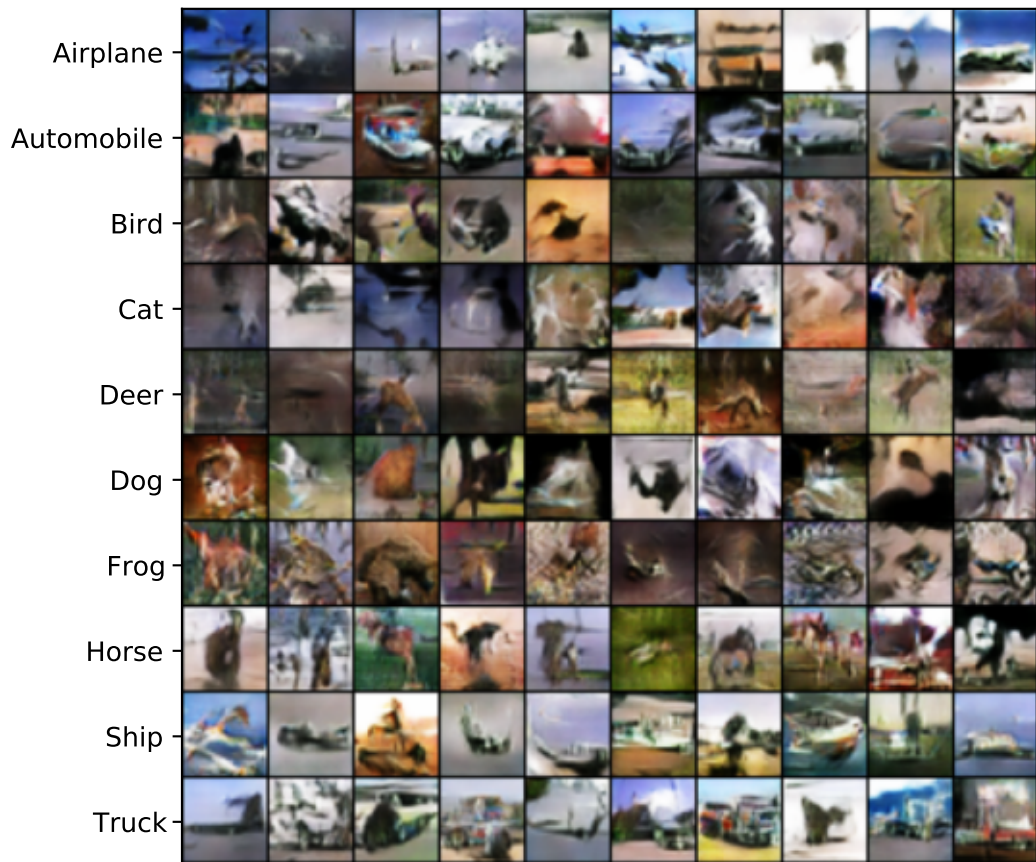 Airplane
Automobile
Bird
Cat
Deer
Dog
Frog
Horse
Ship
Truck